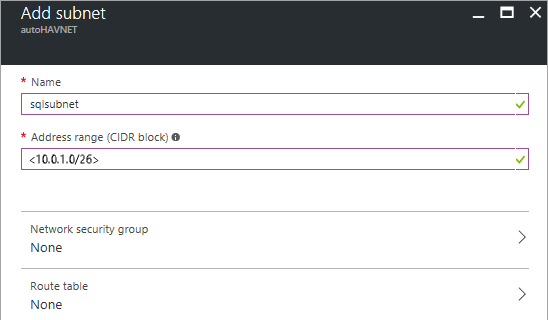 Add subnet
autoHAVNET
* Name
sqlsubnet
* Address range (CIDR block)
<10.0.1.0/26>
Network security group
None
Route table
None